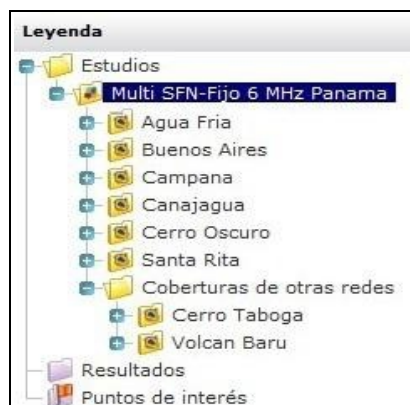 Leyenda
Estudios
Multi SFN-Fijo 6 MHz Panama
Agua Fria
Buenos Aires
Campana
Canajagua
Cerro Oscuro
Santa Rita
Coberturas de otras redes
Cerro Taboga
Volcan Baru
Resultados
Puntos de interés